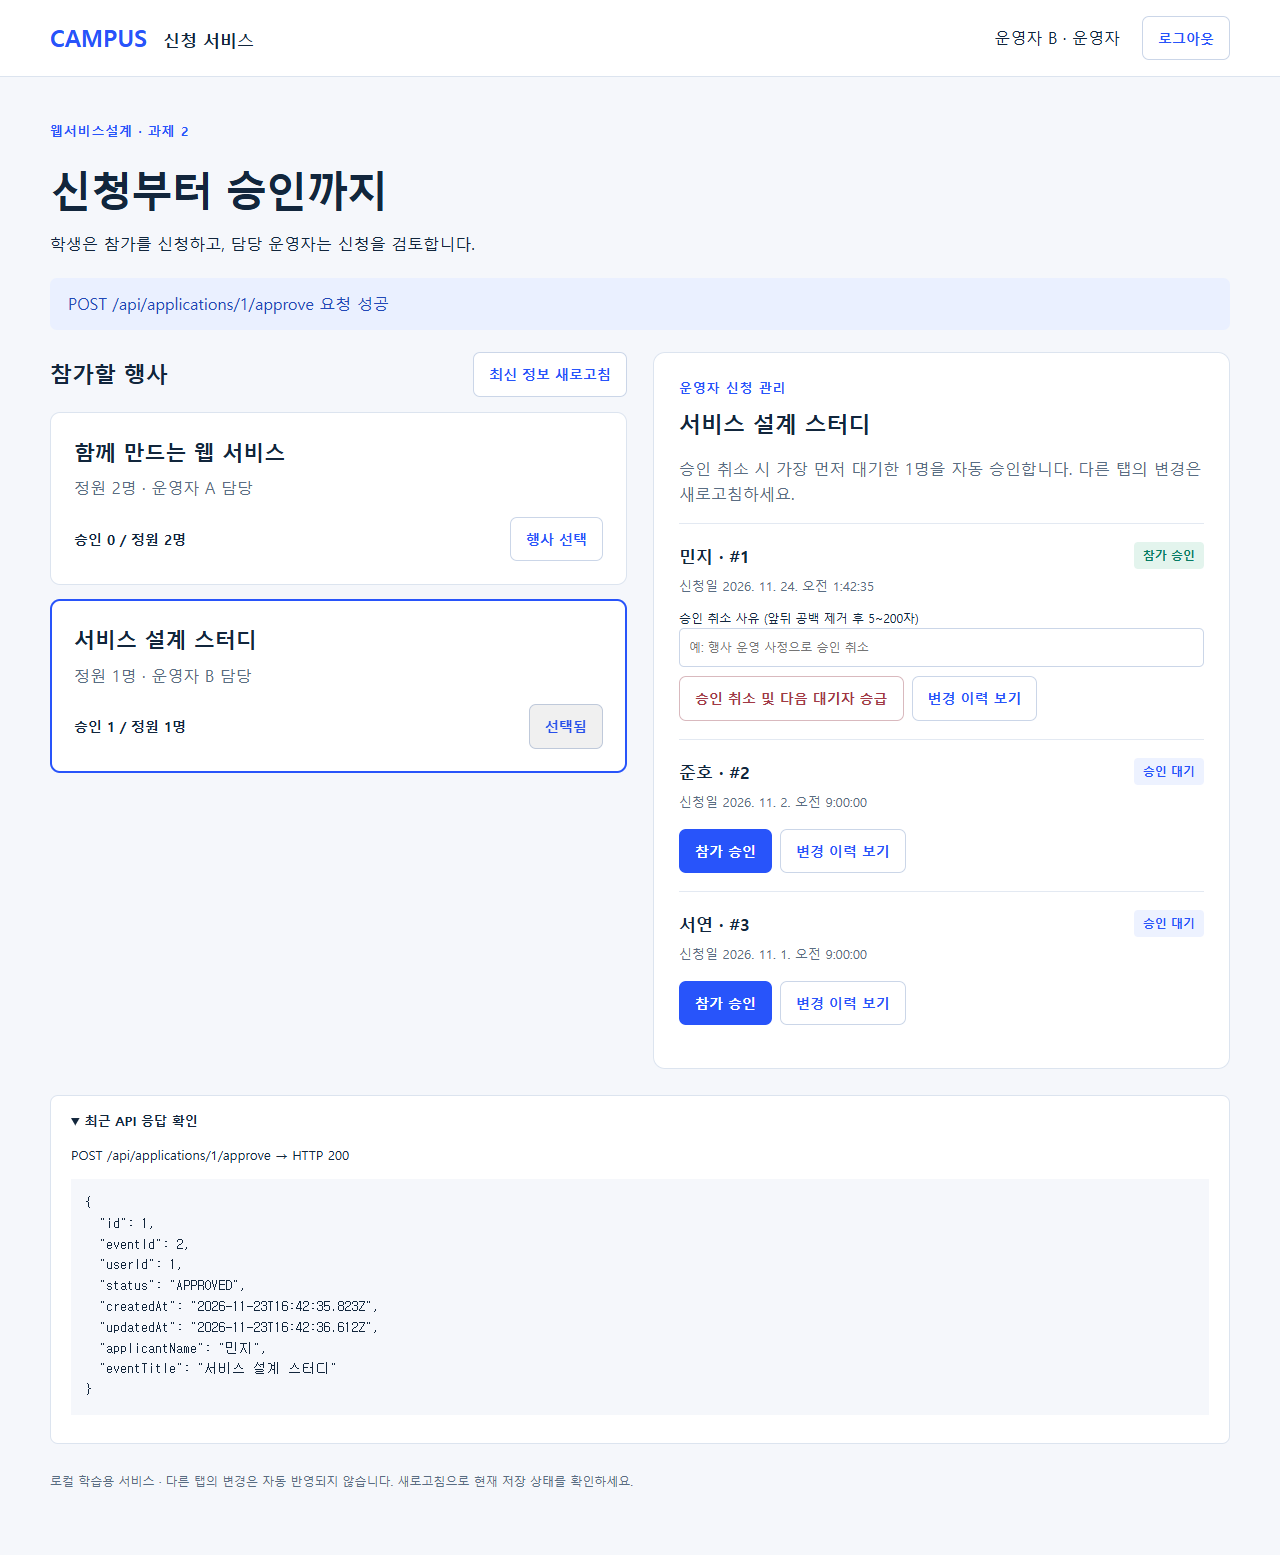 CAMPUS 신청 서비스
운영자 B · 운영자
로그아웃
웹서비스설계 · 과제 2
신청부터 승인까지
학생은 참가를 신청하고, 담당 운영자는 신청을 검토합니다.
POST /api/applications/1/approve 요청 성공
참가할 행사
최신 정보 새로고침
함께 만드는 웹 서비스
정원 2명 · 운영자 A 담당
승인 0 / 정원 2명
행사 선택
서비스 설계 스터디
정원 1명 · 운영자 B 담당
승인 1 / 정원 1명
선택됨
운영자 신청 관리
서비스 설계 스터디
승인 취소 시 가장 먼저 대기한 1명을 자동 승인합니다. 다른 탭의 변경은
새로고침하세요.
민지 · #1
참가 승인
신청일 2026. 11. 24. 오전 1:42:35
승인 취소 사유 (앞뒤 공백 제거 후 5~200자)
예: 행사 운영 사정으로 승인 취소
승인 취소 및 다음 대기자 승급
변경 이력 보기
준호 · #2
승인 대기
신청일 2026. 11. 2. 오전 9:00:00
참가 승인
변경 이력 보기
서연 · #3
승인 대기
신청일 2026. 11. 1. 오전 9:00:00
참가 승인
변경 이력 보기
▼ 최근 API 응답 확인
POST /api/applications/1/approve → HTTP 200
{
  "id": 1,
  "eventId": 2,
  "userId": 1,
  "status": "APPROVED",
  "createdAt": "2026-11-23T16:42:35.823Z",
  "updatedAt": "2026-11-23T16:42:36.612Z",
  "applicantName": "민지",
  "eventTitle": "서비스 설계 스터디"
}
로컬 학습용 서비스 · 다른 탭의 변경은 자동 반영되지 않습니다. 새로고침으로 현재 저장 상태를 확인하세요.